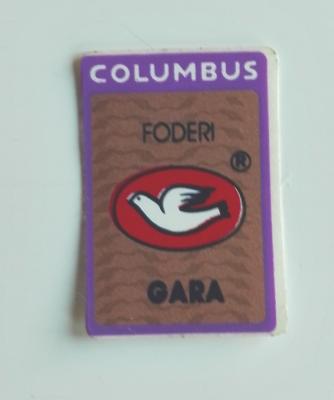 COLUMBUS
FODERI
®
GARA